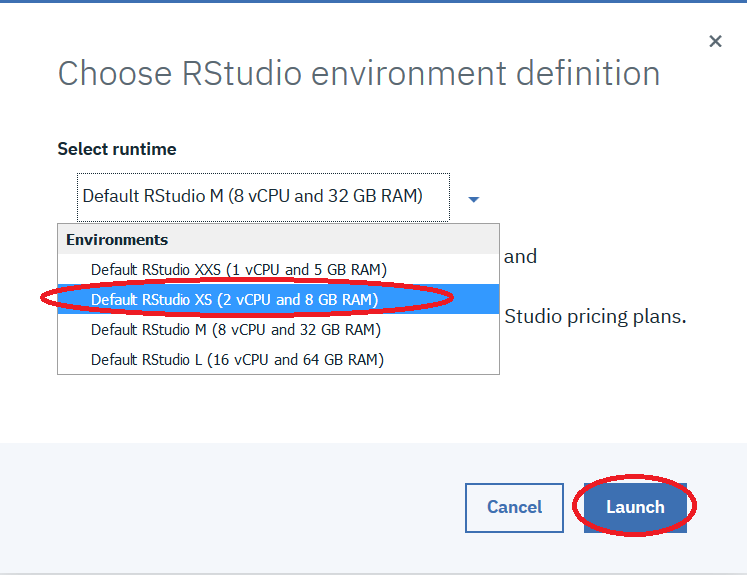 Choose RStudio environment definition
Select runtime
Default RStudio M (8 vCPU and 32 GB RAM)
Environments
Default RStudio XXS (1 vCPU and 5 GB RAM)
and
Default RStudio XS (2 vCPU and 8 GB RAM)
Studio pricing plans.
Default RStudio M (8 vCPU and 32 GB RAM)
Default RStudio L (16 vCPU and 64 GB RAM)
Cancel
Launch